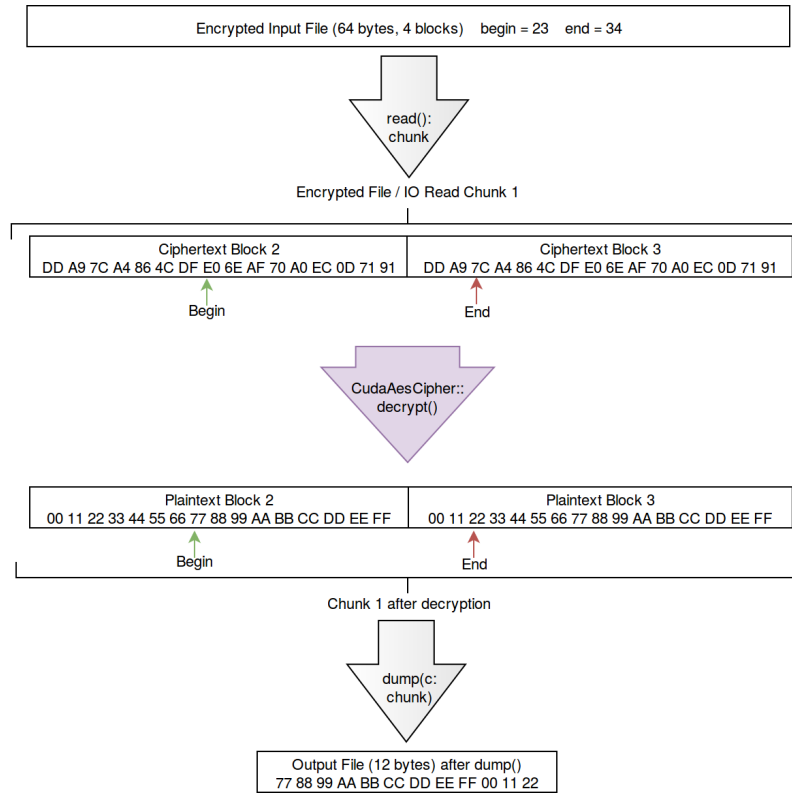 Encrypted Input File (64 bytes, 4 blocks) begin = 23 end = 34
read():
chunk
Encrypted File / IO Read Chunk 1
Ciphertext Block 2
DD A9 7C A4 86 4C DF E0 6E AF 70 A0 EC 0D 71 91
Ciphertext Block 3
DD A9 7C A4 86 4C DF E0 6E AF 70 A0 EC 0D 71 91
Begin
End
CudaAesCipher::
decrypt()
Plaintext Block 2
00 11 22 33 44 55 66 77 88 99 AA BB CC DD EE FF
Plaintext Block 3
00 11 22 33 44 55 66 77 88 99 AA BB CC DD EE FF
Begin
End
Chunk 1 after decryption
dump(c:
chunk)
Output File (12 bytes) after dump()
77 88 99 AA BB CC DD EE FF 00 11 22